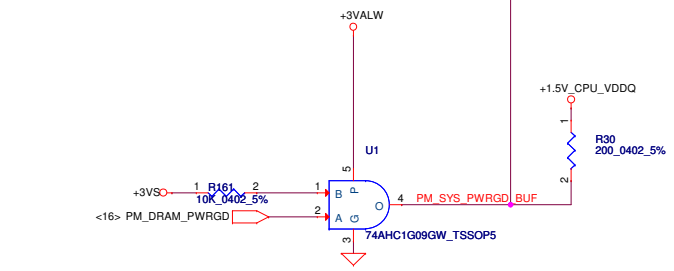 +3VALW
+1.5V_CPU_VDDQ
1
R30
200_0402_5%
2
U1
5
+3VS
1
R161
2
10K_0402_5%
1
B
P
O
4
PM_SYS_PWRGD_BUF
<16>
PM_DRAM_PWRGD
2
A
G
3
74AHC1G09GW_TSSOP5